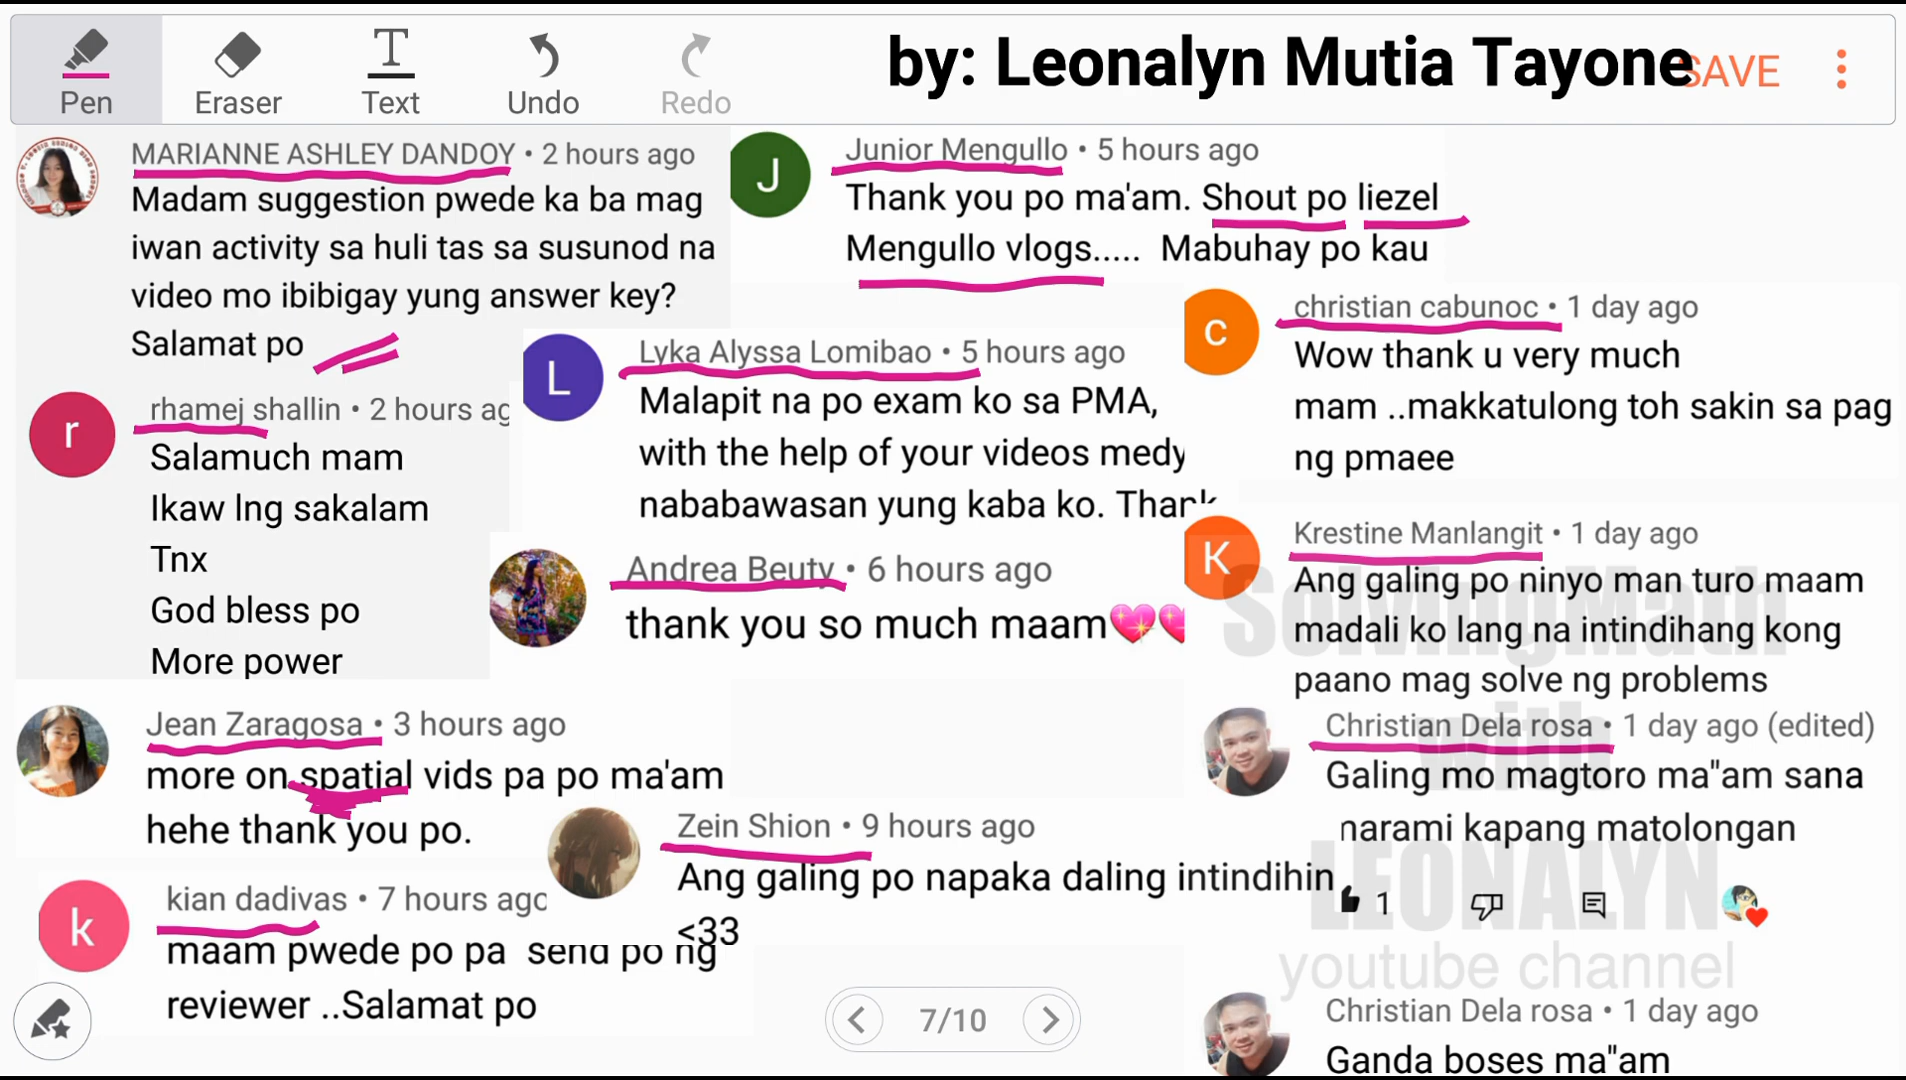 Pen
Eraser
Text
Undo
Redo
by: Leonalyn Mutia Tayone
SAVE
MARIANNE ASHLEY DANDOY • 2 hours ago
Madam suggestion pwede ka ba mag
iwan activity sa huli tas sa susunod na
video mo ibibigay yung answer key?
Salamat po
r
rhamej shallin • 2 hours ag
Salamuch mam
Ikaw lng sakalam
Tnx
God bless po
More power
Jean Zaragosa • 3 hours ago
more on spatial vids pa po ma'am
hehe thank you po.
k
kian dadivas • 7 hours ago
maam pwede po pa send po ng
reviewer ..Salamat po
J
Junior Mengullo • 5 hours ago
Thank you po ma'am. Shout po liezel
Mengullo vlogs..... Mabuhay po kau
L
Lyka Alyssa Lomibao • 5 hours ago
Malapit na po exam ko sa PMA,
with the help of your videos medy
nababawasan yung kaba ko. Thank
Andrea Beuty • 6 hours ago
thank you so much maam💖💖
Zein Shion • 9 hours ago
Ang galing po napaka daling intindihin
<33
c
christian cabunoc • 1 day ago
Wow thank u very much
mam ..makkatulong toh sakin sa pag
ng pmaee
K
Krestine Manlangit • 1 day ago
Ang galing po ninyo man turo maam
madali ko lang na intindihang kong
paano mag solve ng problems
Christian Dela rosa • 1 day ago (edited)
Galing mo magtoro ma"am sana
narami kapang matolongan
1
Christian Dela rosa • 1 day ago
Ganda boses ma"am
7/10
SolvingMath
with
LEONALYN
youtube channel